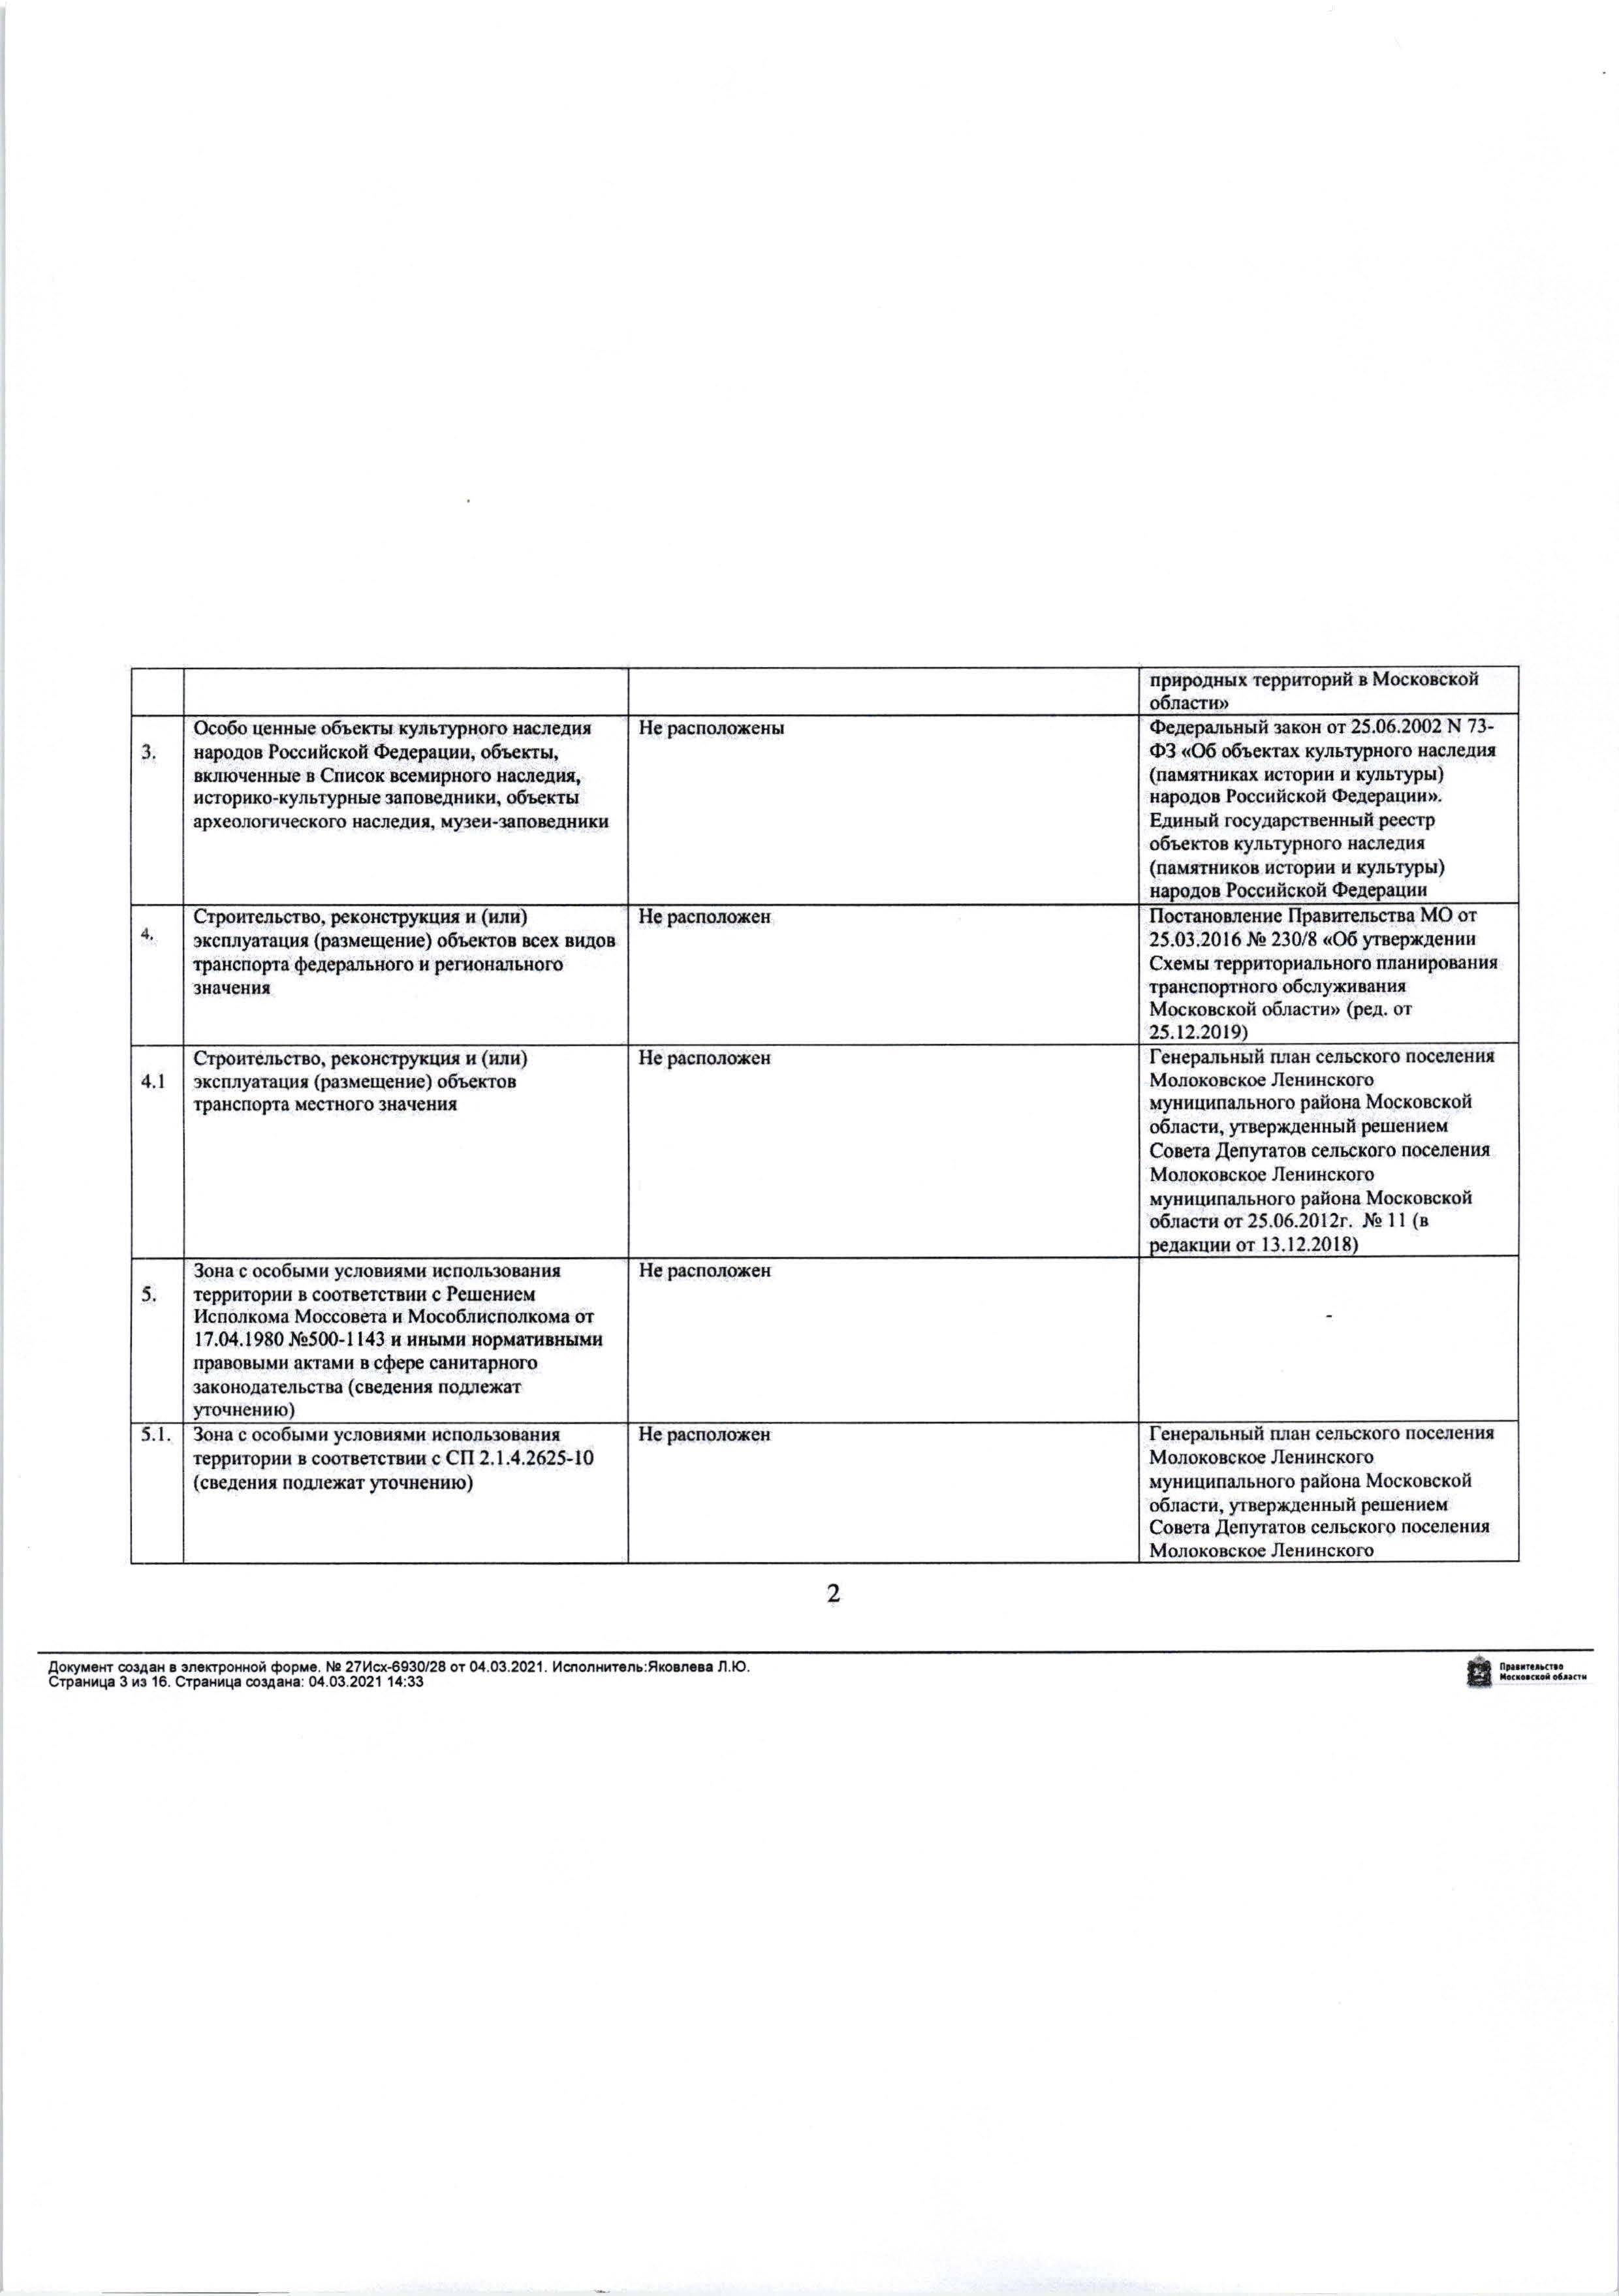 природных территорий в Московской
области»
3.
Особо ценные объекты культурного наследия
народов Российской Федерации, объекты,
включенные в Список всемирного наследия,
историко-культурные заповедники, объекты
археологического наследия, музеи-заповедники
Не расположены
Федеральный закон от 25.06.2002 N 73-
ФЗ «Об объектах культурного наследия
(памятниках истории и культуры)
народов Российской Федерации».
Единый государственный реестр
объектов культурного наследия
(памятников истории и культуры)
народов Российской Федерации
4.
Строительство, реконструкция и (или)
эксплуатация (размещение) объектов всех видов
транспорта федерального и регионального
значения
Не расположен
Постановление Правительства МО от
25.03.2016 № 230/8 «Об утверждении
Схемы территориального планирования
транспортного обслуживания
Московской области» (ред. от
25.12.2019)
4.1
Строительство, реконструкция и (или)
эксплуатация (размещение) объектов
транспорта местного значения
Не расположен
Генеральный план сельского поселения
Молоковское Ленинского
муниципального района Московской
области, утвержденный решением
Совета Депутатов сельского поселения
Молоковское Ленинского
муниципального района Московской
области от 25.06.2012г. № 11 (в
редакции от 13.12.2018)
5.
Зона с особыми условиями использования
территории в соответствии с Решением
Исполкома Моссовета и Мособлисполкома от
17.04.1980 №500-1143 и иными нормативными
правовыми актами в сфере санитарного
законодательства (сведения подлежат
уточнению)
Не расположен
-
5.1.
Зона с особыми условиями использования
территории в соответствии с СП 2.1.4.2625-10
(сведения подлежат уточнению)
Не расположен
Генеральный план сельского поселения
Молоковское Ленинского
муниципального района Московской
области, утвержденный решением
Совета Депутатов сельского поселения
Молоковское Ленинского
2
Документ создан в электронной форме. № 27Исх-6930/28 от 04.03.2021. Исполнитель:Яковлева Л.Ю.
Страница 3 из 16. Страница создана: 04.03.2021 14:33
Правительство
Московской области